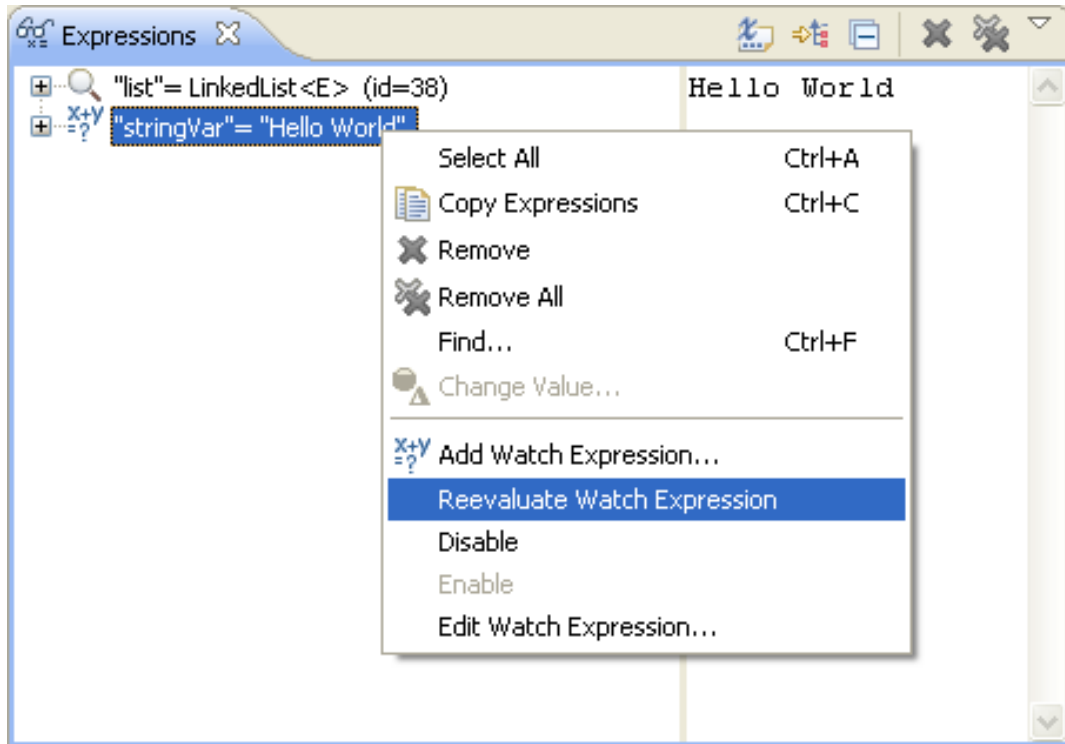 Expressions
"list"= LinkedList<E> (id=38)
Hello World
"stringVar"= "Hello World"
Select All Ctrl+A
Copy Expressions Ctrl+C
Remove
Remove All
Find... Ctrl+F
Change Value...
Add Watch Expression...
Reevaluate Watch Expression
Disable
Enable
Edit Watch Expression...